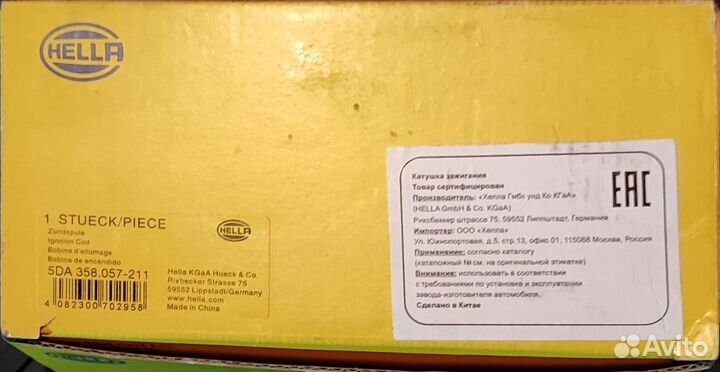 HELLA
1 STUECK/PIECE
Zundspule
Ignition Coil
Bobine d'allumage
Bobina de encendido
5DA 358.057-211
4 082300 702958
HELLA
Hella KGaA Hueck & Co.
Rixbecker Strasse 75
59552 Lippstadt/Germany
www.hella.com
Made in China
Катушка зажигания
Товар сертифицирован
Производитель: «Хелла Гмбх унд Ко КГаА»
(HELLA GmbH & Co. KGaA)
Риксбеккер штрассе 75, 59552 Липпштадт, Германия
Импортер: ООО «Хелла»
Ул. Южнопортовая, д.5, стр.13, офис 01, 115088 Москва, Россия
Применение: согласно каталогу
(каталожный № см. на оригинальной этикетке)
Внимание: использовать в соответствии
с требованиями по установке и эксплуатации
завода-изготовителя автомобиля.
Сделано в Китае
EAC
HELLA
Avito